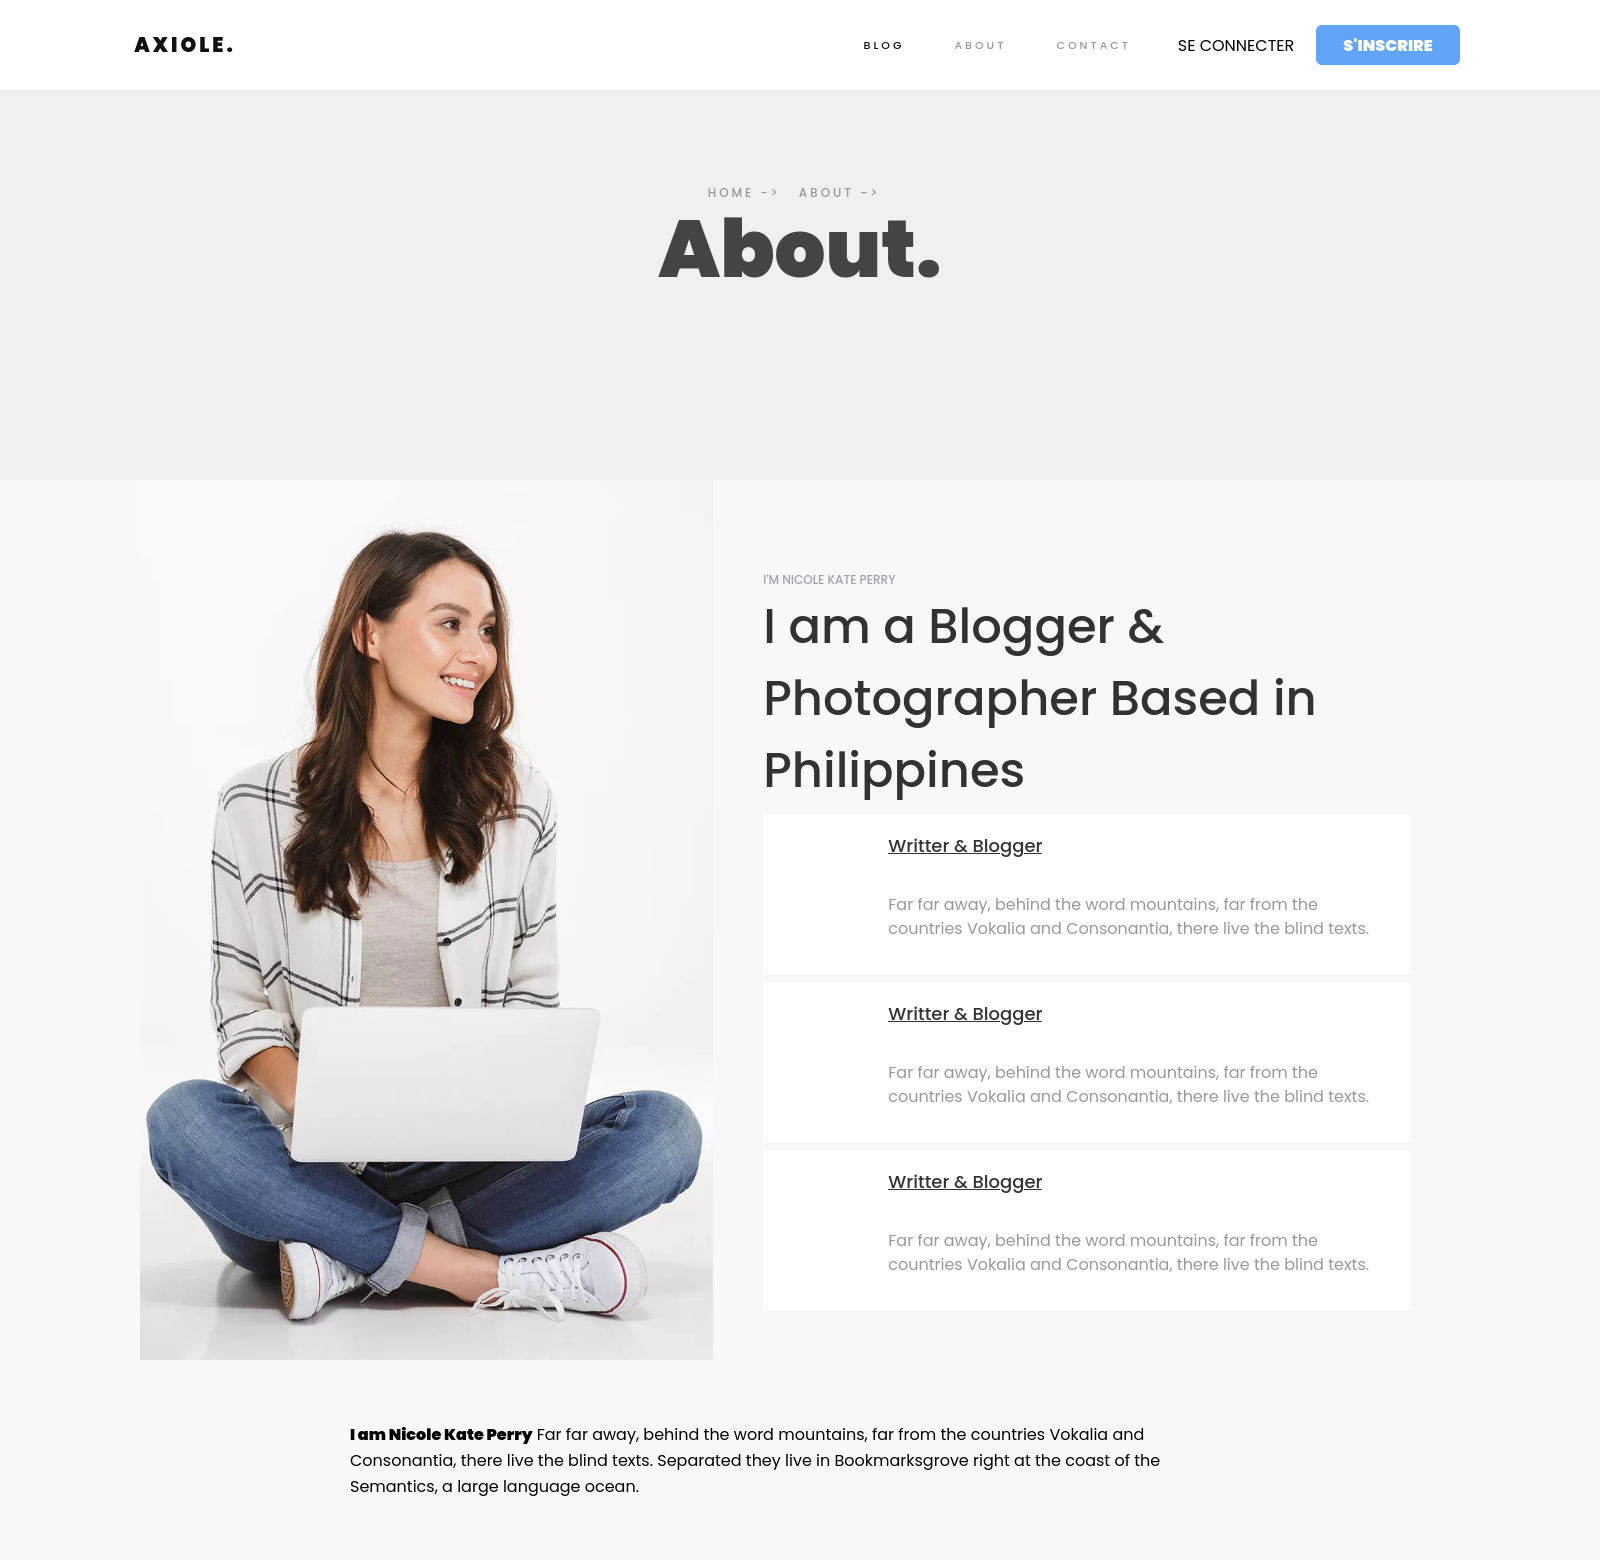 AXIOLE.
BLOG ABOUT CONTACT SE CONNECTER S'INSCRIRE
HOME -> ABOUT ->
About.
I'M NICOLE KATE PERRY
I am a Blogger &
Photographer Based in
Philippines
Writter & Blogger
Far far away, behind the word mountains, far from the
countries Vokalia and Consonantia, there live the blind texts.
Writter & Blogger
Far far away, behind the word mountains, far from the
countries Vokalia and Consonantia, there live the blind texts.
Writter & Blogger
Far far away, behind the word mountains, far from the
countries Vokalia and Consonantia, there live the blind texts.
I am Nicole Kate Perry Far far away, behind the word mountains, far from the countries Vokalia and
Consonantia, there live the blind texts. Separated they live in Bookmarksgrove right at the coast of the
Semantics, a large language ocean.